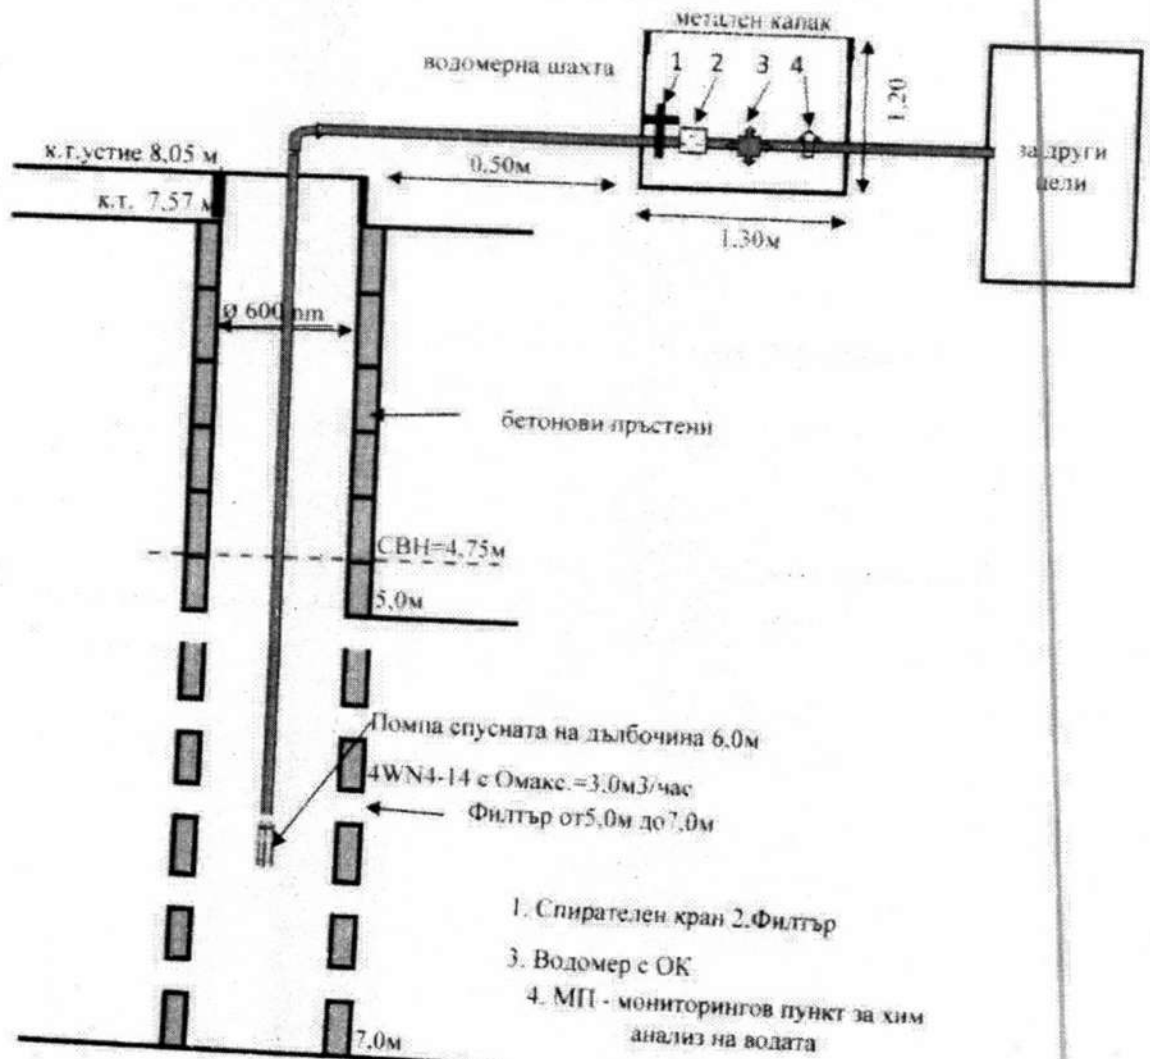 метален капак
водомерна шахта
1 2 3 4
1,20
к.т.устие 8,05 м
0.50м
за други
цели
к.т. 7,57 м
1.30м
Ø 600 mm
бетонови пръстени
СВН=4,75м
5,0м
Помпа спусната на дълбочина 6,0м
4WN4-14 с Qмакс.=3,0м3/час
Филтър от5,0м до7,0м
1. Спирателен кран 2.Филтър
3. Водомер с ОК
4. МП - мониторингов пункт за хим
анализ на водата
7,0м